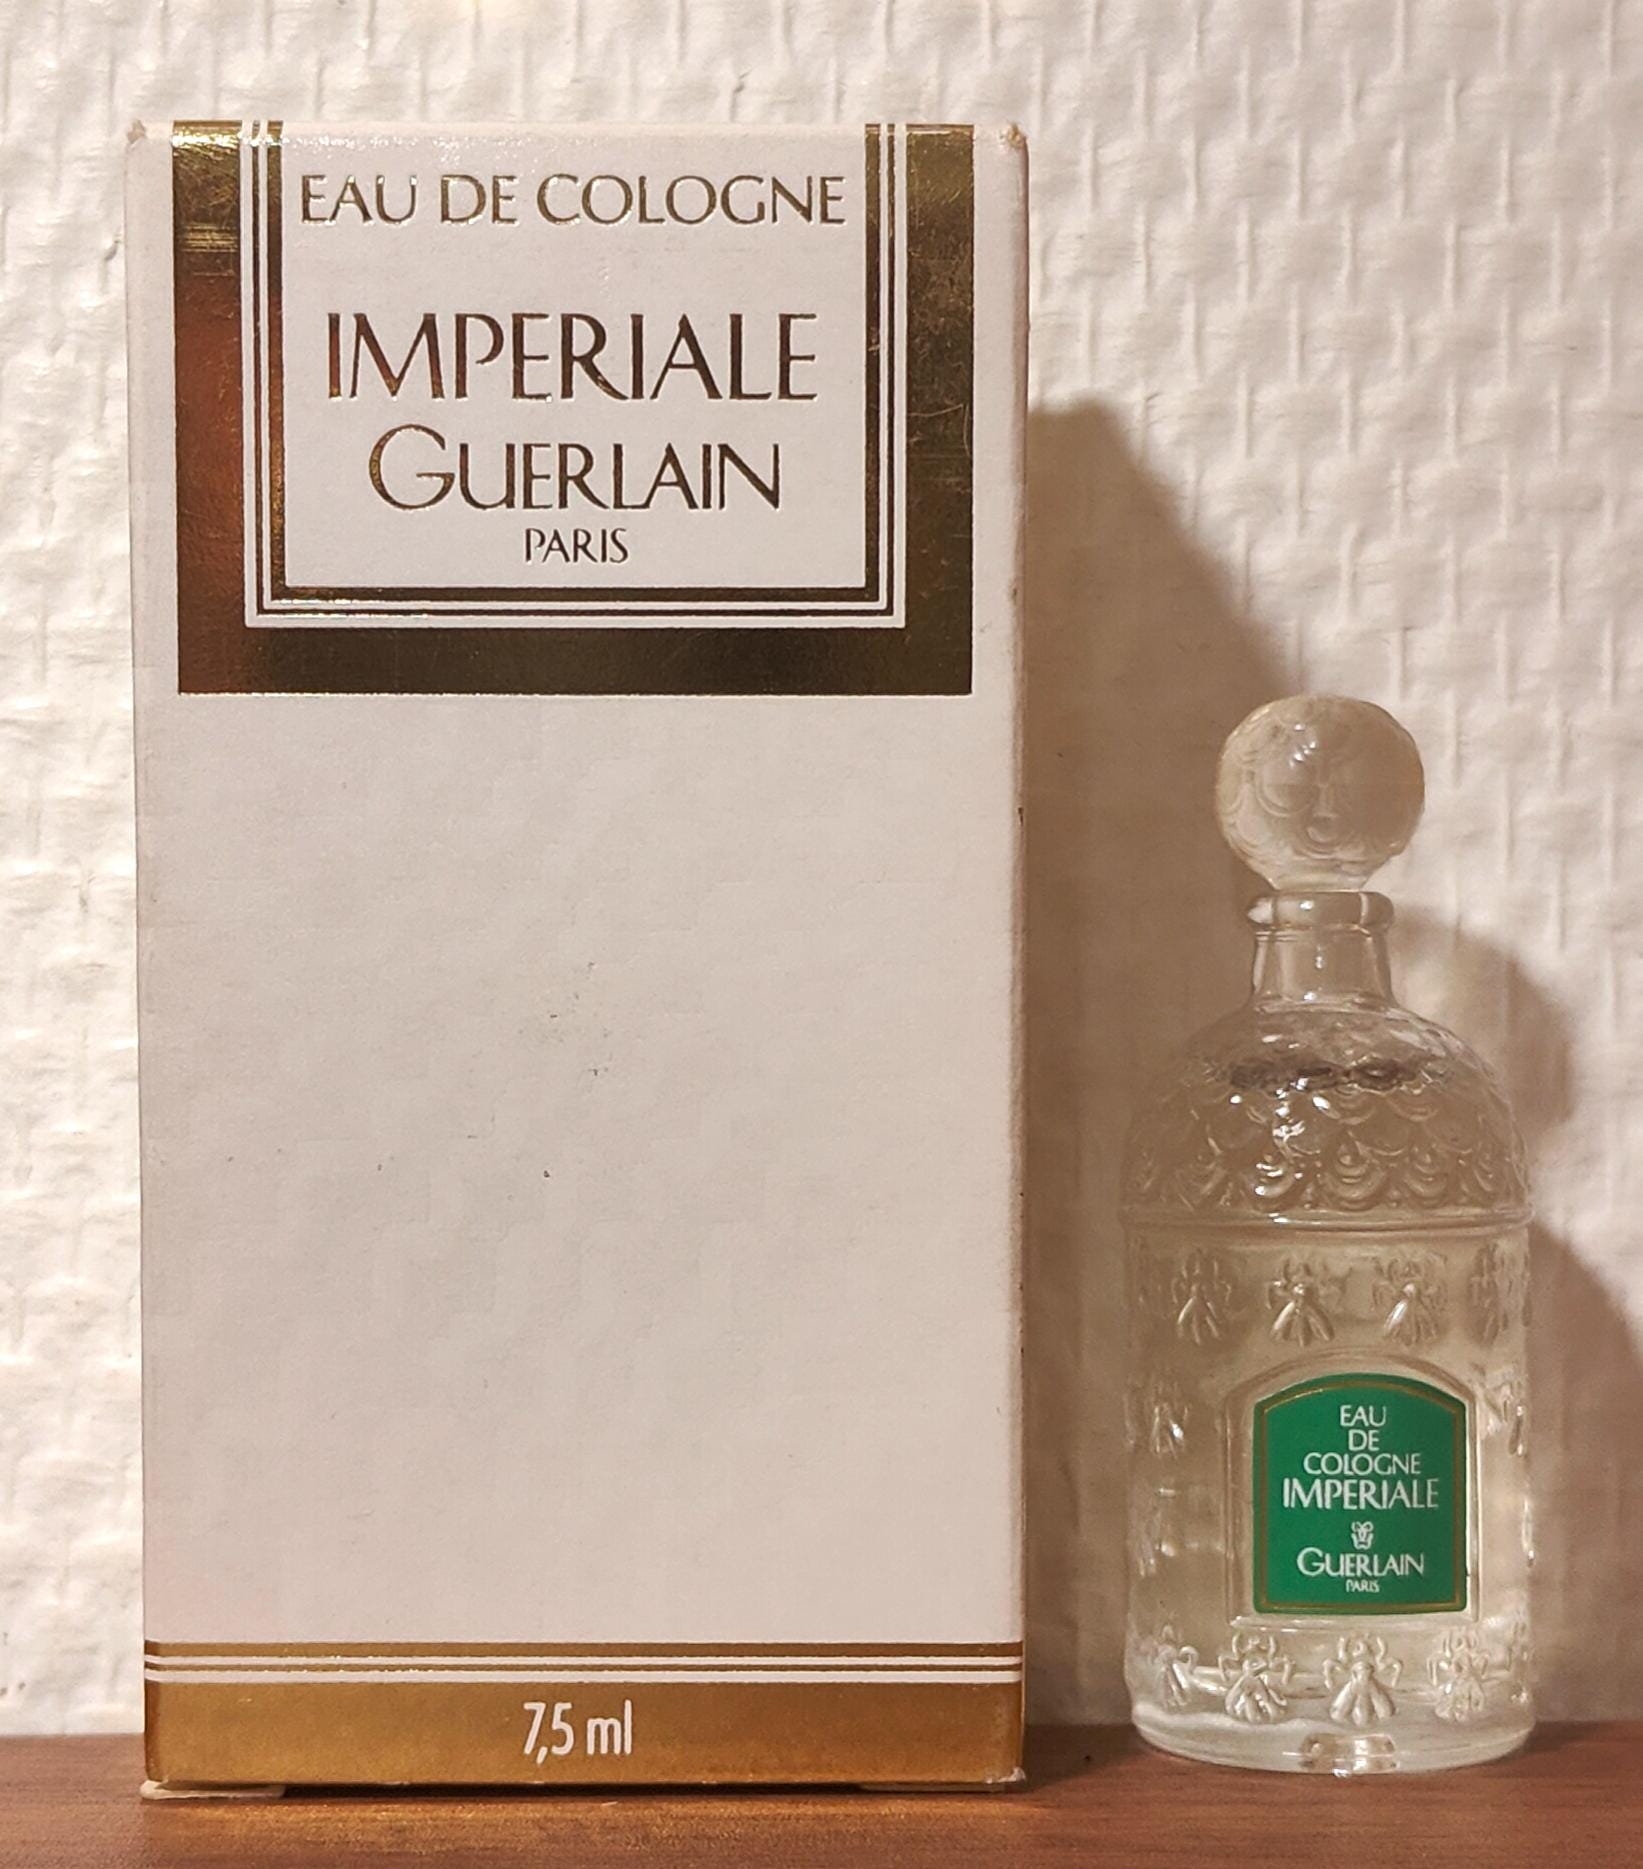 EAU DE COLOGNE
IMPERIALE
GUERLAIN
PARIS
7,5 ml
EAU
DE
COLOGNE
IMPERIALE
GUERLAIN
PARIS